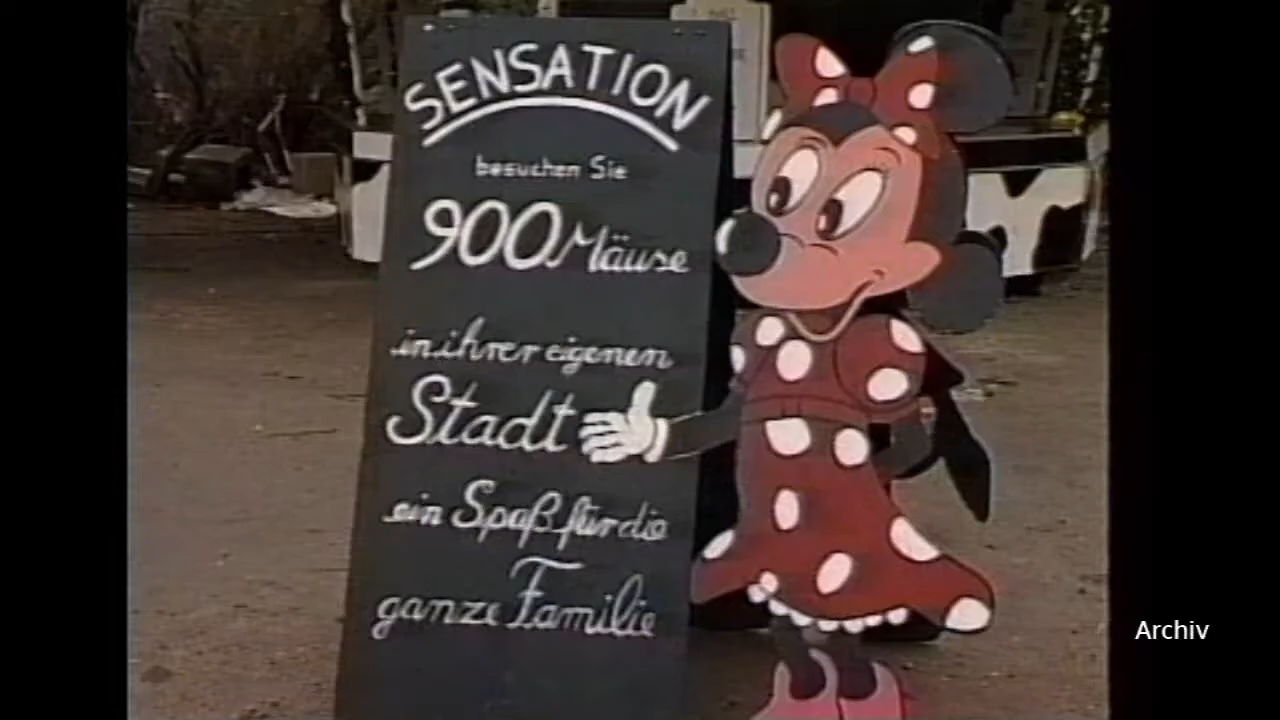 SENSATION
besuchen Sie
900 Mäuse
in ihrer eigenen
Stadt
ein Spaß für die
ganze Familie
Archiv